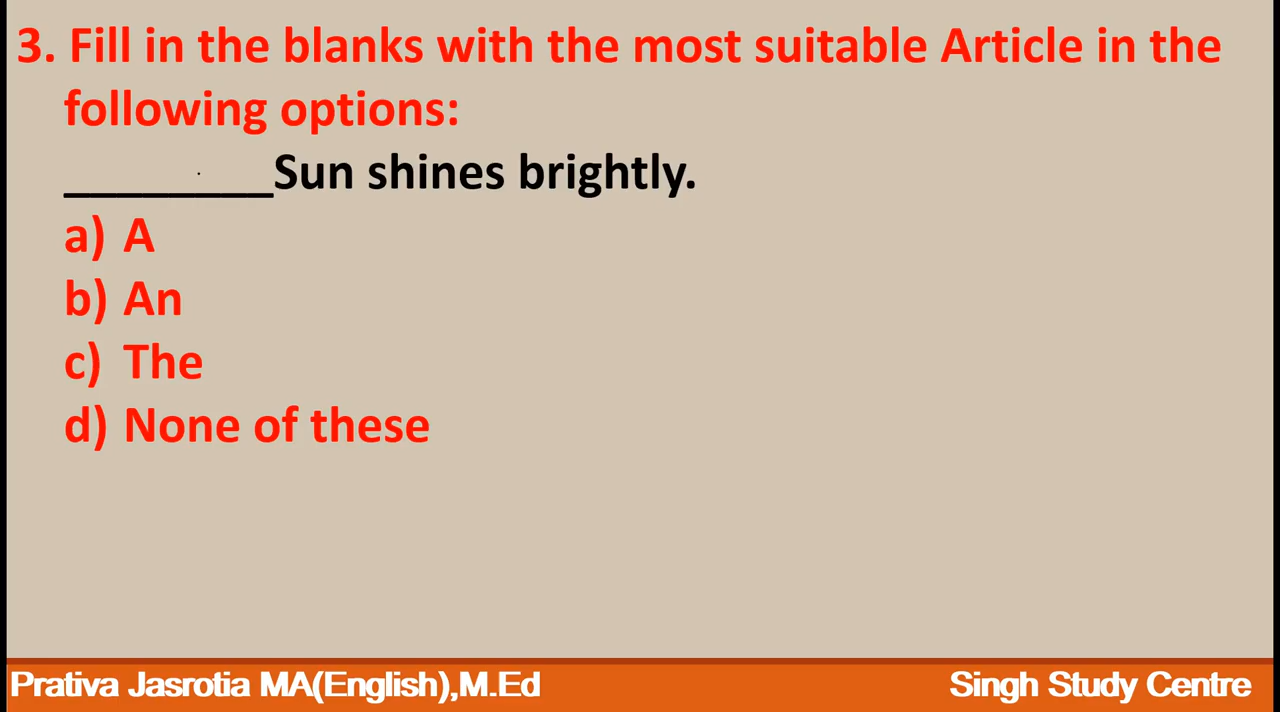 3. Fill in the blanks with the most suitable Article in the
following options:
________Sun shines brightly.
a) A
b) An
c) The
d) None of these
Prativa Jasrotia MA(English),M.Ed
Singh Study Centre